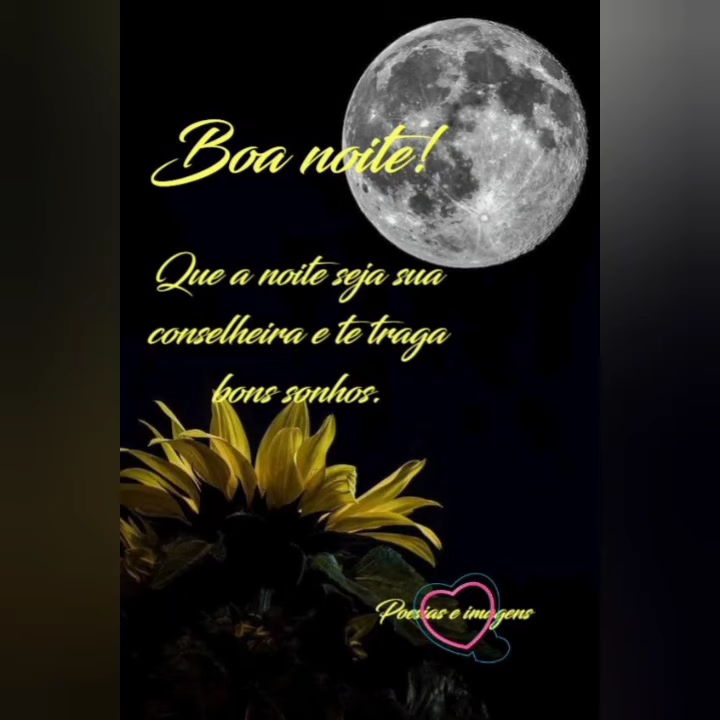 Boa noite!
Que a noite seja sua
conselheira e te traga
bons sonhos.
Poesias e imagens